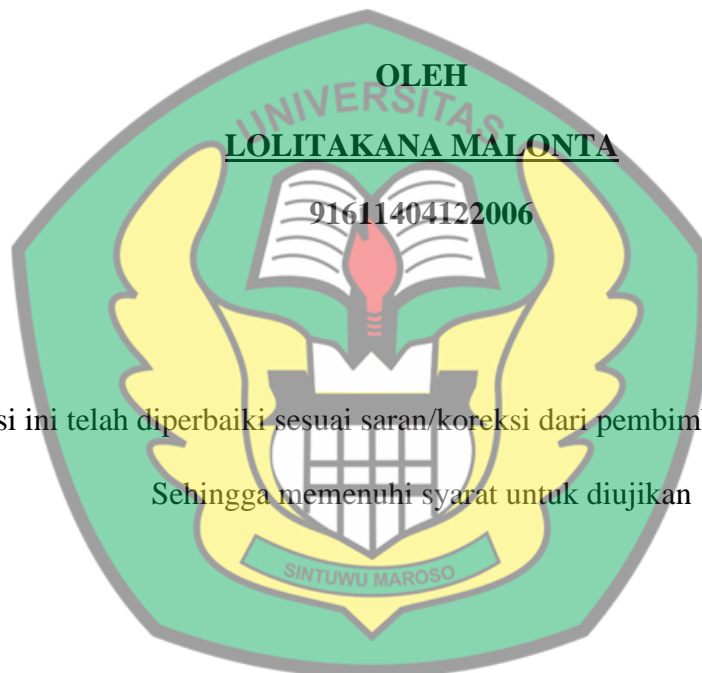 OLEH
UNIVERSITAS
LOLITAKANA MALONTA
91611404122006
si ini telah diperbaiki sesuai saran/koreksi dari pembim
Sehingga memenuhi syarat untuk diujikan
SINTUWU MAROSO